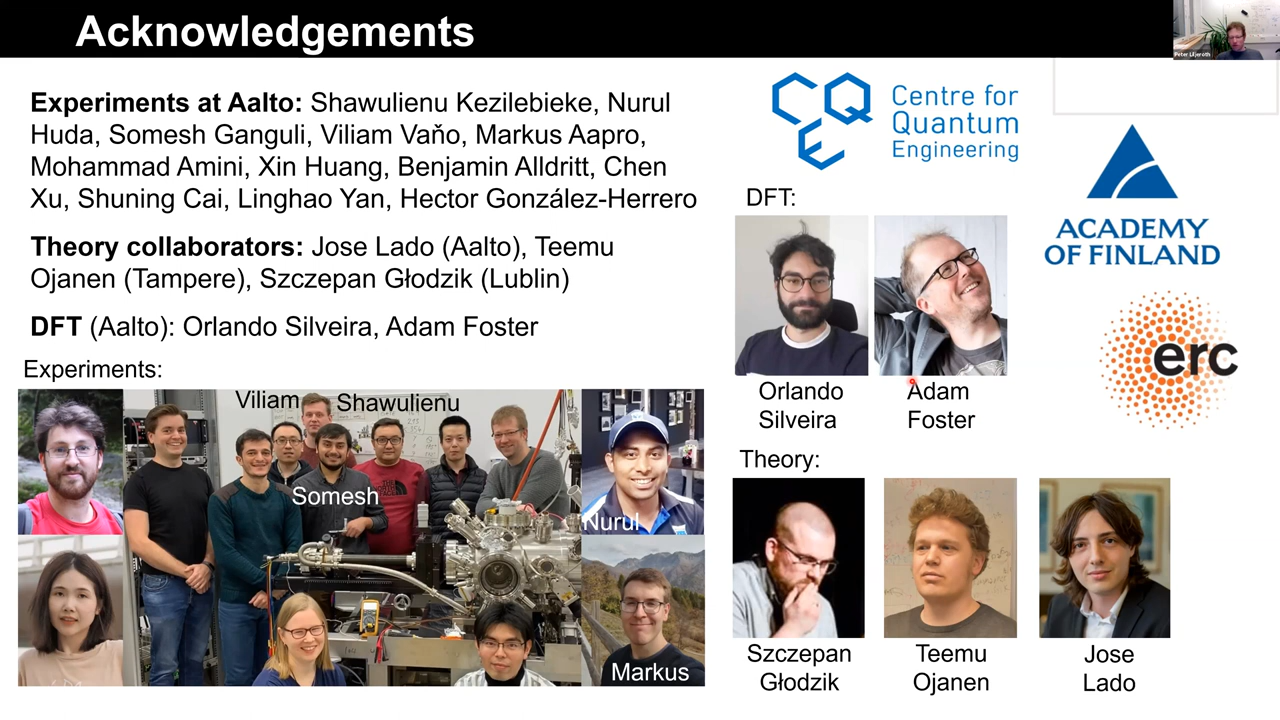 Acknowledgements
Peter Liljeroth
Experiments at Aalto: Shawulienu Kezilebieke, Nurul
Huda, Somesh Ganguli, Viliam Vaňo, Markus Aapro,
Mohammad Amini, Xin Huang, Benjamin Alldritt, Chen
Xu, Shuning Cai, Linghao Yan, Hector González-Herrero
Theory collaborators: Jose Lado (Aalto), Teemu
Ojanen (Tampere), Szczepan Głodzik (Lublin)
DFT (Aalto): Orlando Silveira, Adam Foster
Experiments:
Viliam
Shawulienu
Somesh
Nurul
Markus
CQE
Centre for
Quantum
Engineering
ACADEMY
OF FINLAND
erc
DFT:
Orlando
Silveira
Adam
Foster
Theory:
Szczepan
Głodzik
Teemu
Ojanen
Jose
Lado